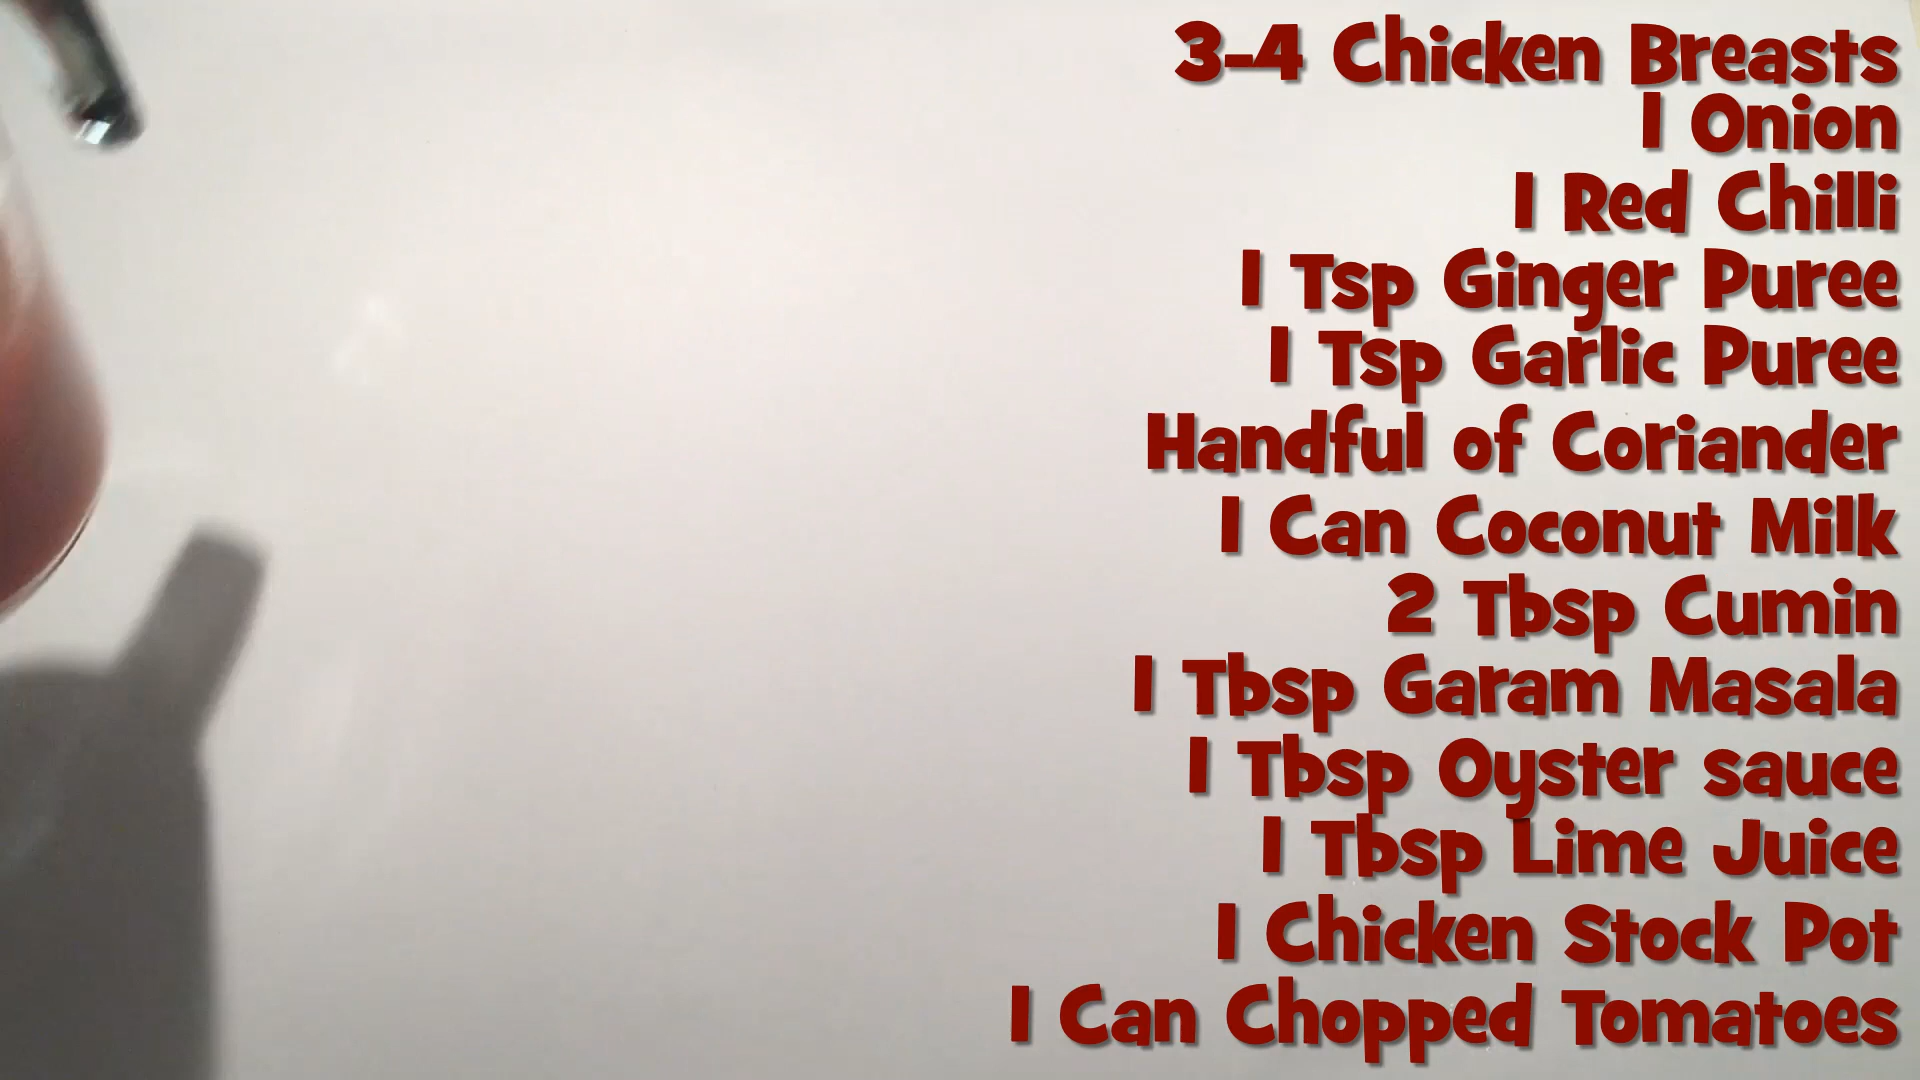 3-4 Chicken Breasts
1 Onion
1 Red Chilli
1 Tsp Ginger Puree
1 Tsp Garlic Puree
Handful of Coriander
1 Can Coconut Milk
2 Tbsp Cumin
1 Tbsp Garam Masala
1 Tbsp Oyster sauce
1 Tbsp Lime Juice
1 Chicken Stock Pot
1 Can Chopped Tomatoes